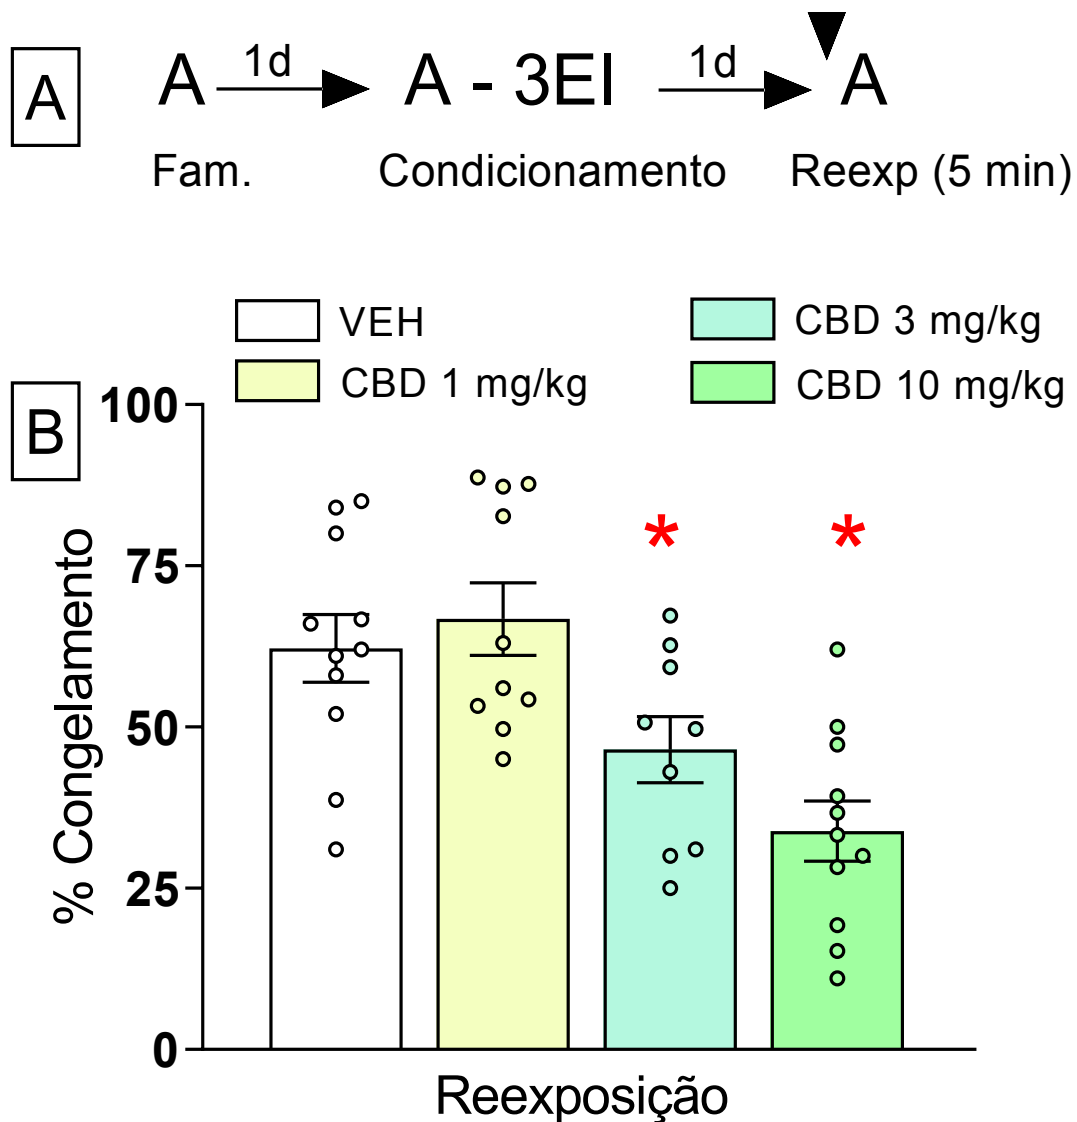 A
A 1d A - 3EI 1d A
Fam. Condicionamento Reexp (5 min)
VEH CBD 3 mg/kg
CBD 1 mg/kg CBD 10 mg/kg
B
% Congelamento
100
* *
75
50
25
0
Reexposição